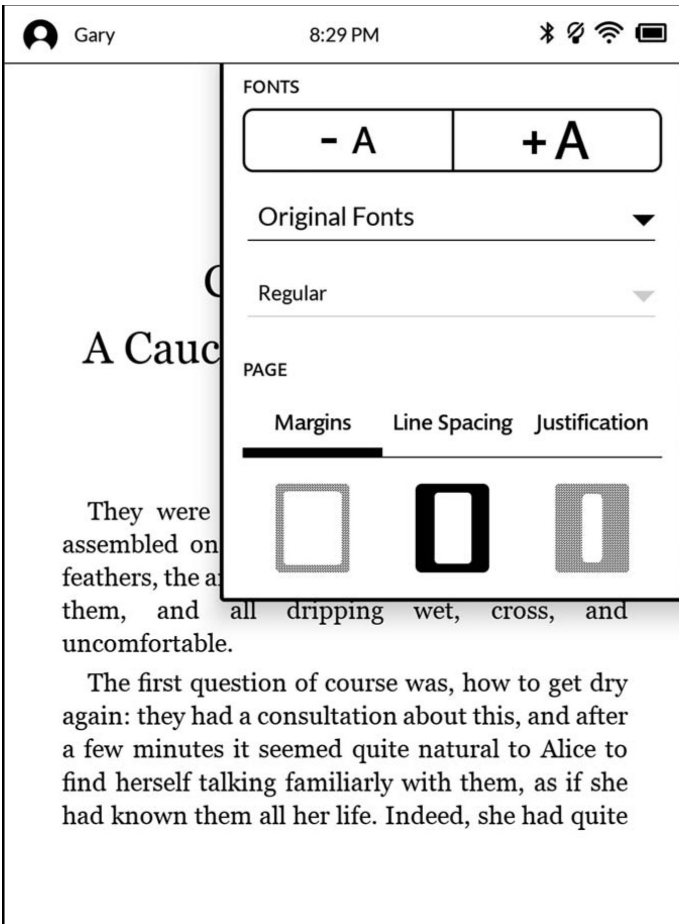 Gary 8:29 PM
FONTS
- A +A
Original Fonts
Regular
PAGE
Margins Line Spacing Justification
A Cauc
They were
assembled on
feathers, the
them, and all dripping wet, cross, and
uncomfortable.
The first question of course was, how to get dry
again: they had a consultation about this, and after
a few minutes it seemed quite natural to Alice to
find herself talking familiarly with them, as if she
had known them all her life. Indeed, she had quite